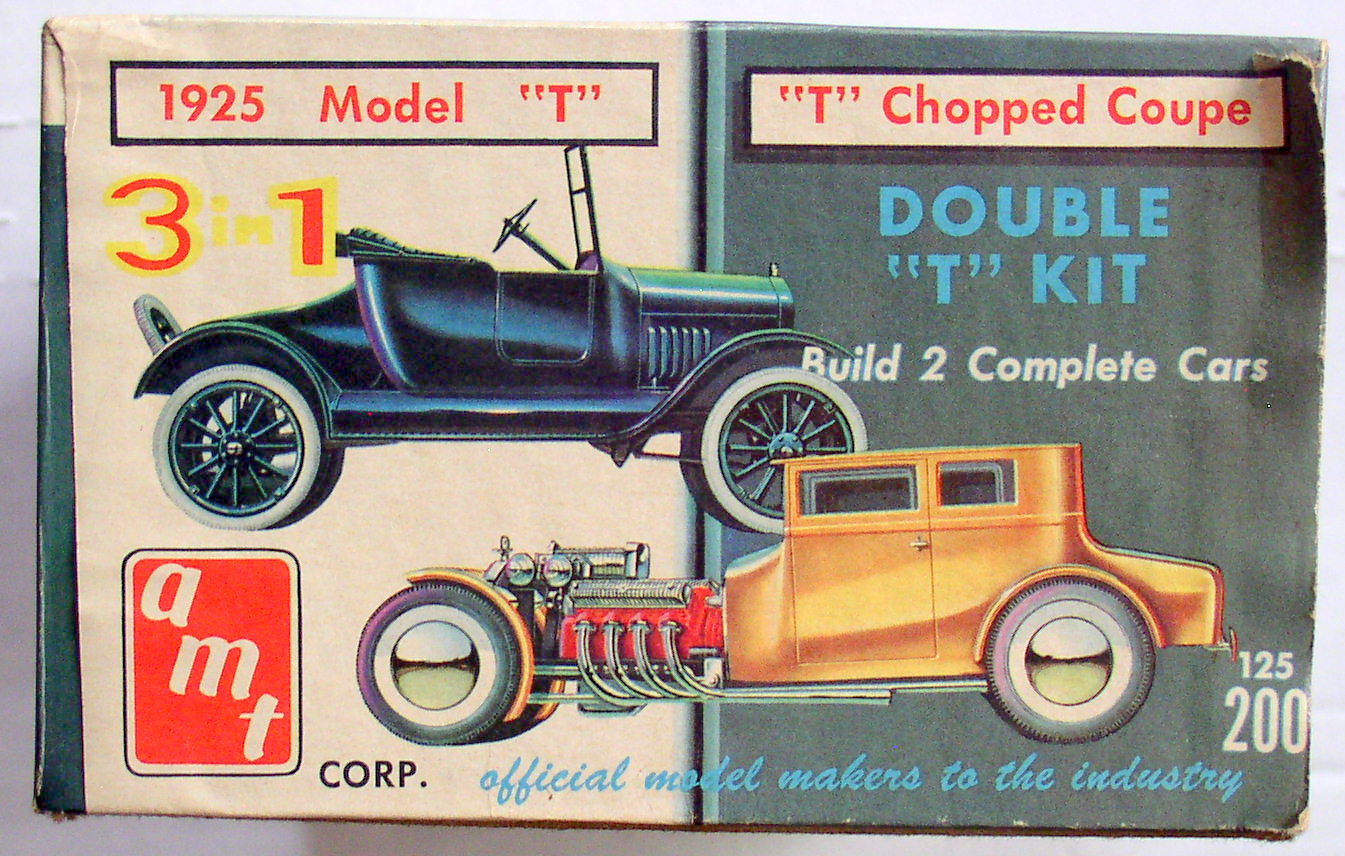 1925 Model "T"
"T" Chopped Coupe
3 in 1
DOUBLE
"T" KIT
Build 2 Complete Cars
amt
CORP.
official model makers to the industry
125
200